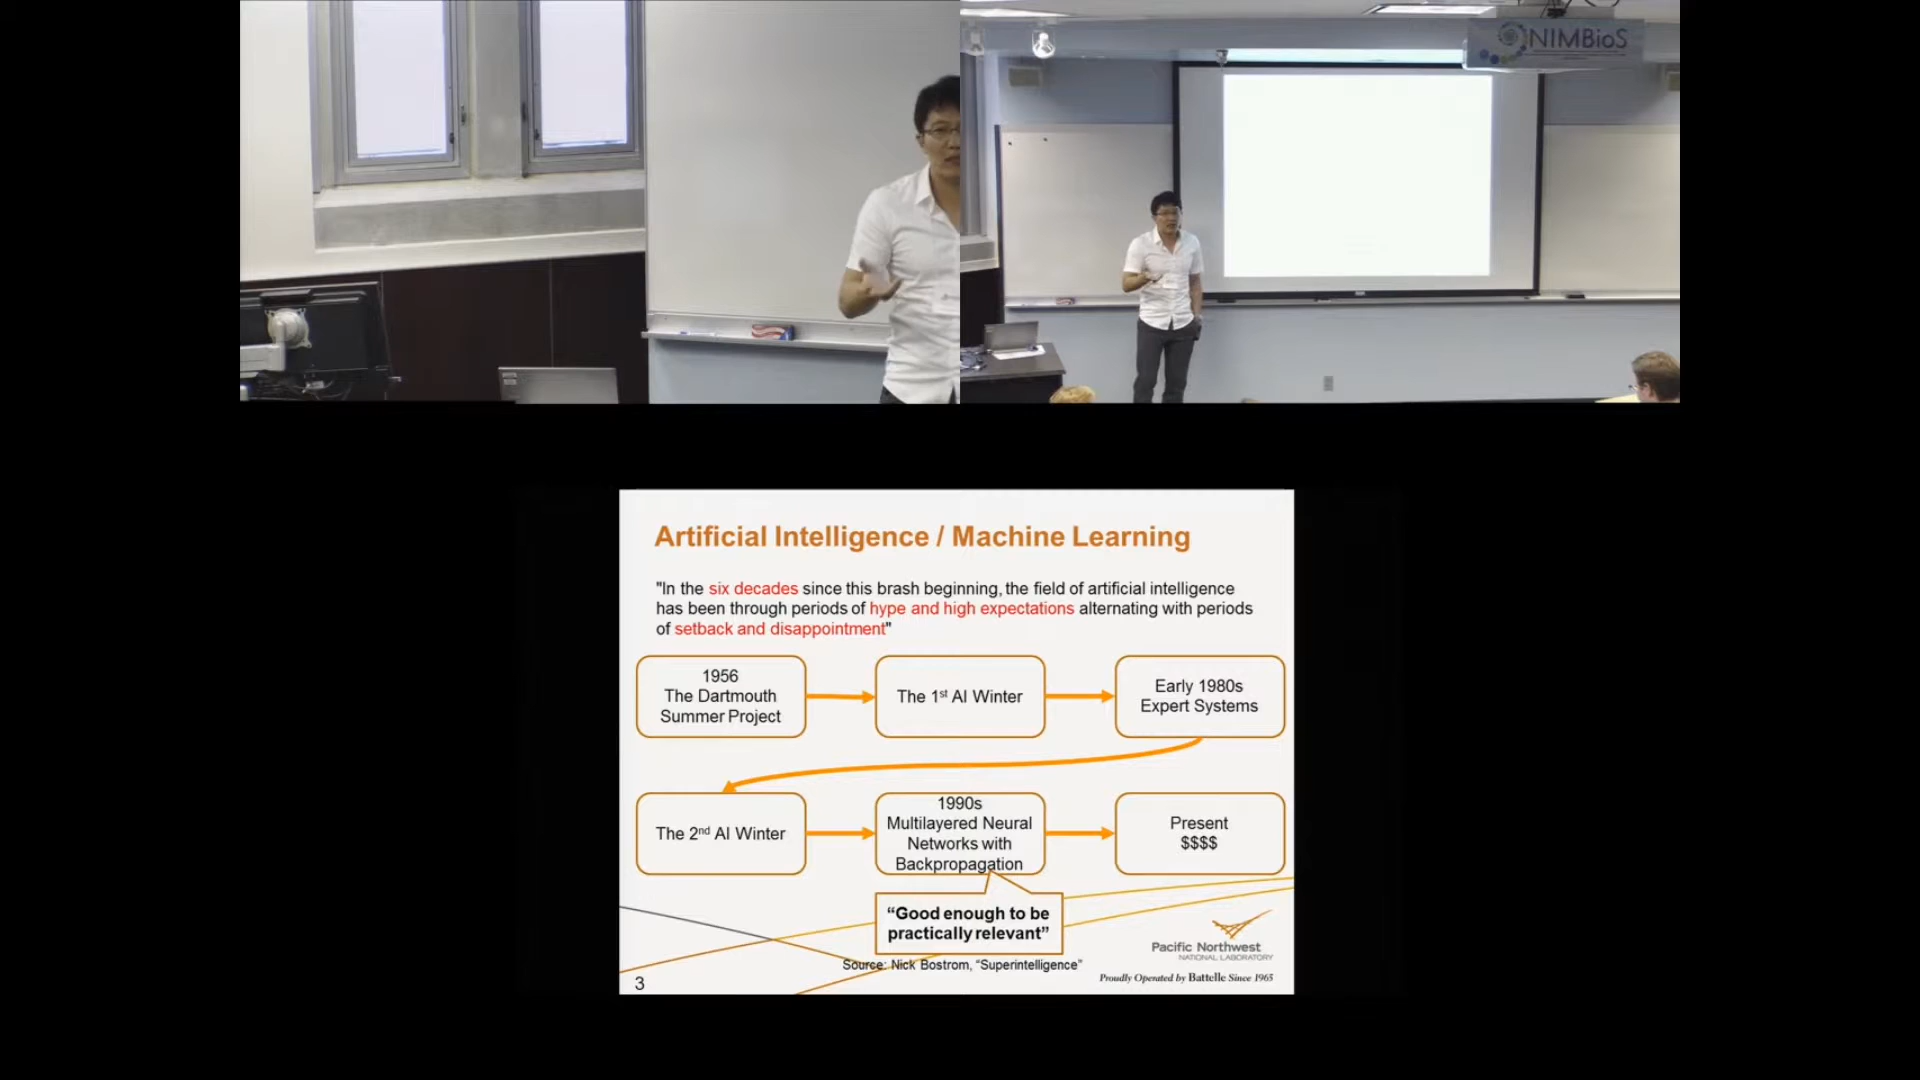 NIMBioS
Artificial Intelligence / Machine Learning
"In the six decades since this brash beginning, the field of artificial intelligence
has been through periods of hype and high expectations alternating with periods
of setback and disappointment"
1956
The Dartmouth
Summer Project
The 1st AI Winter
Early 1980s
Expert Systems
The 2nd AI Winter
1990s
Multilayered Neural
Networks with
Backpropagation
Present
$$$$
“Good enough to be
practically relevant”
Source: Nick Bostrom, “Superintelligence”
Pacific Northwest
NATIONAL LABORATORY
Proudly Operated by Battelle Since 1965
3